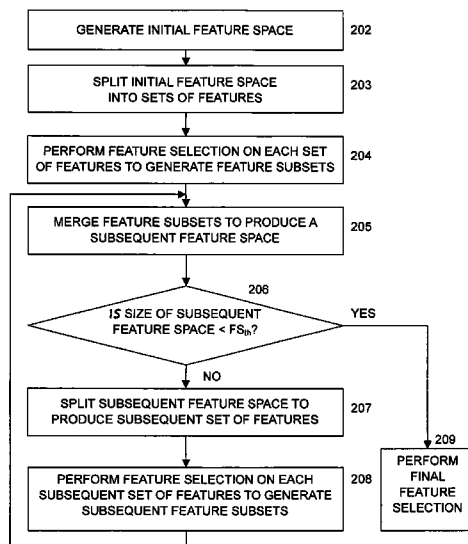 GENERATE INITIAL FEATURE SPACE
202
SPLIT INITIAL FEATURE SPACE
INTO SETS OF FEATURES
203
PERFORM FEATURE SELECTION ON EACH SET
OF FEATURES TO GENERATE FEATURE SUBSETS
204
MERGE FEATURE SUBSETS TO PRODUCE A
SUBSEQUENT FEATURE SPACE
205
206
IS SIZE OF SUBSEQUENT
FEATURE SPACE < FSth?
YES
NO
SPLIT SUBSEQUENT FEATURE SPACE TO
PRODUCE SUBSEQUENT SET OF FEATURES
207
PERFORM FEATURE SELECTION ON EACH
SUBSEQUENT SET OF FEATURES TO GENERATE
SUBSEQUENT FEATURE SUBSETS
208
209
PERFORM
FINAL
FEATURE
SELECTION